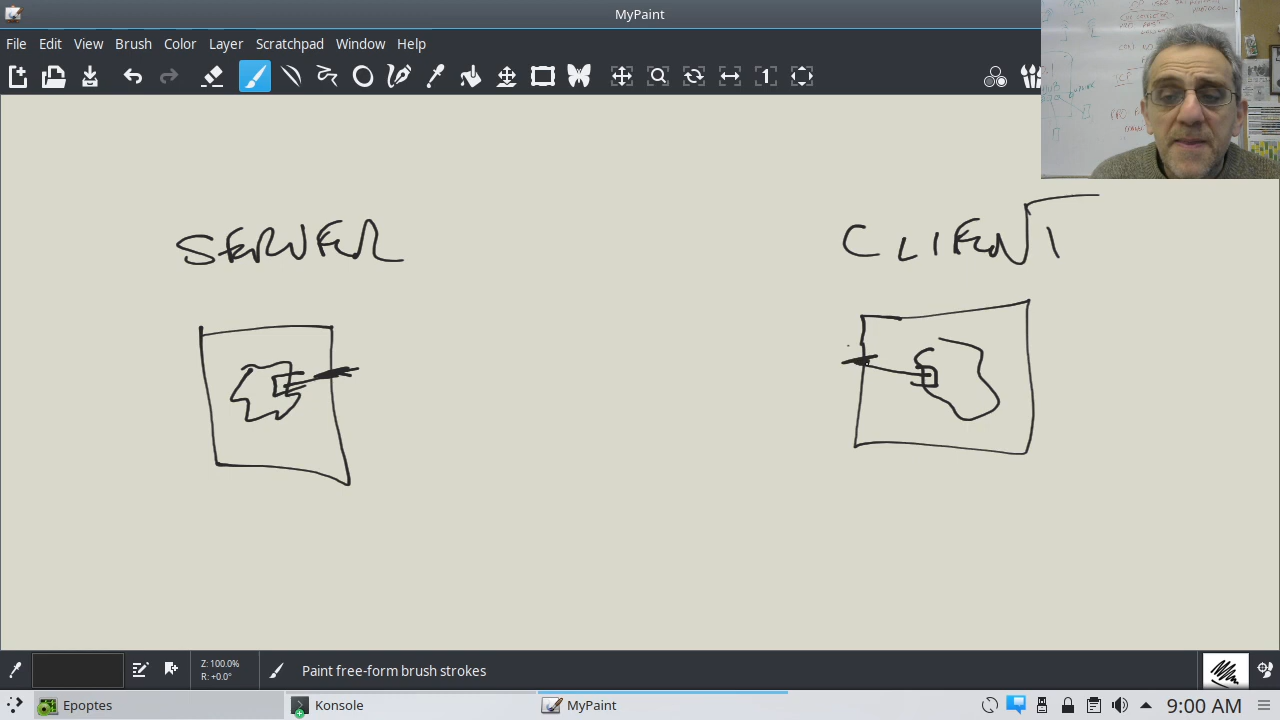 MyPaint
File Edit View Brush Color Layer Scratchpad Window Help
SERVER
CLIENT
Z: 100.0%
R: +0.0°
Paint free-form brush strokes
Epoptes
Konsole
MyPaint
9:00 AM